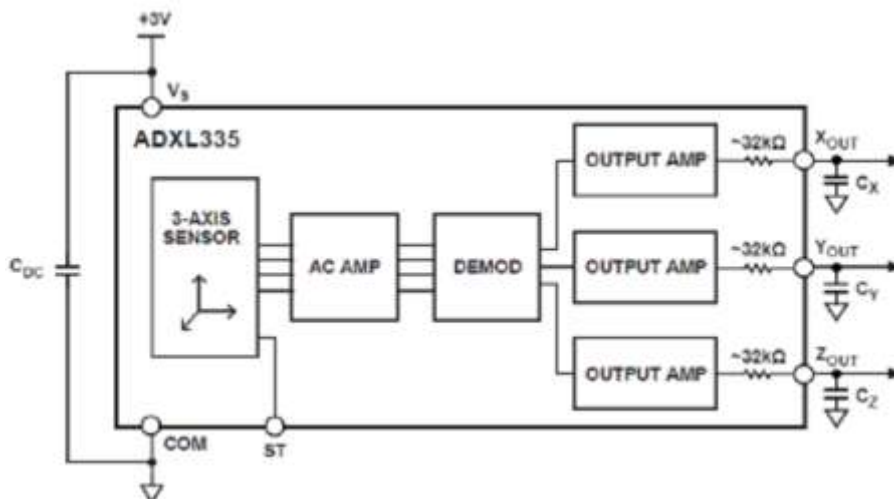 +3V
Vs
ADXL335
3-AXIS
SENSOR
AC AMP
DEMOD
OUTPUT AMP
~32kΩ
XOUT
CX
OUTPUT AMP
~32kΩ
YOUT
CY
OUTPUT AMP
~32kΩ
ZOUT
CZ
CDC
COM
ST